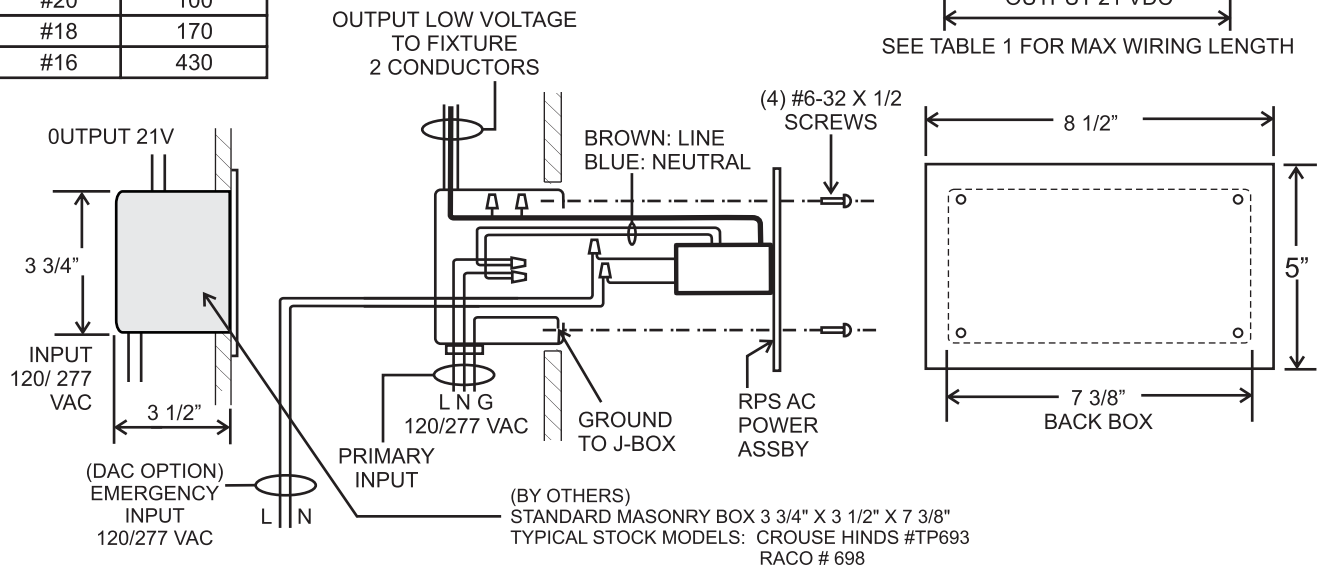 #20 100
#18 170
#16 430
OUTPUT LOW VOLTAGE
TO FIXTURE
2 CONDUCTORS
OUTPUT 21 VDC
SEE TABLE 1 FOR MAX WIRING LENGTH
0UTPUT 21V
3 3/4"
INPUT
120/ 277
VAC
3 1/2”
BROWN: LINE
BLUE: NEUTRAL
(4) #6-32 X 1/2
SCREWS
8 1/2”
5”
7 3/8”
BACK BOX
L N G
120/277 VAC
PRIMARY
INPUT
GROUND
TO J-BOX
RPS AC
POWER
ASSBY
(DAC OPTION)
EMERGENCY
INPUT
120/277 VAC
L N
(BY OTHERS)
STANDARD MASONRY BOX 3 3/4" X 3 1/2" X 7 3/8"
TYPICAL STOCK MODELS: CROUSE HINDS #TP693
RACO # 698